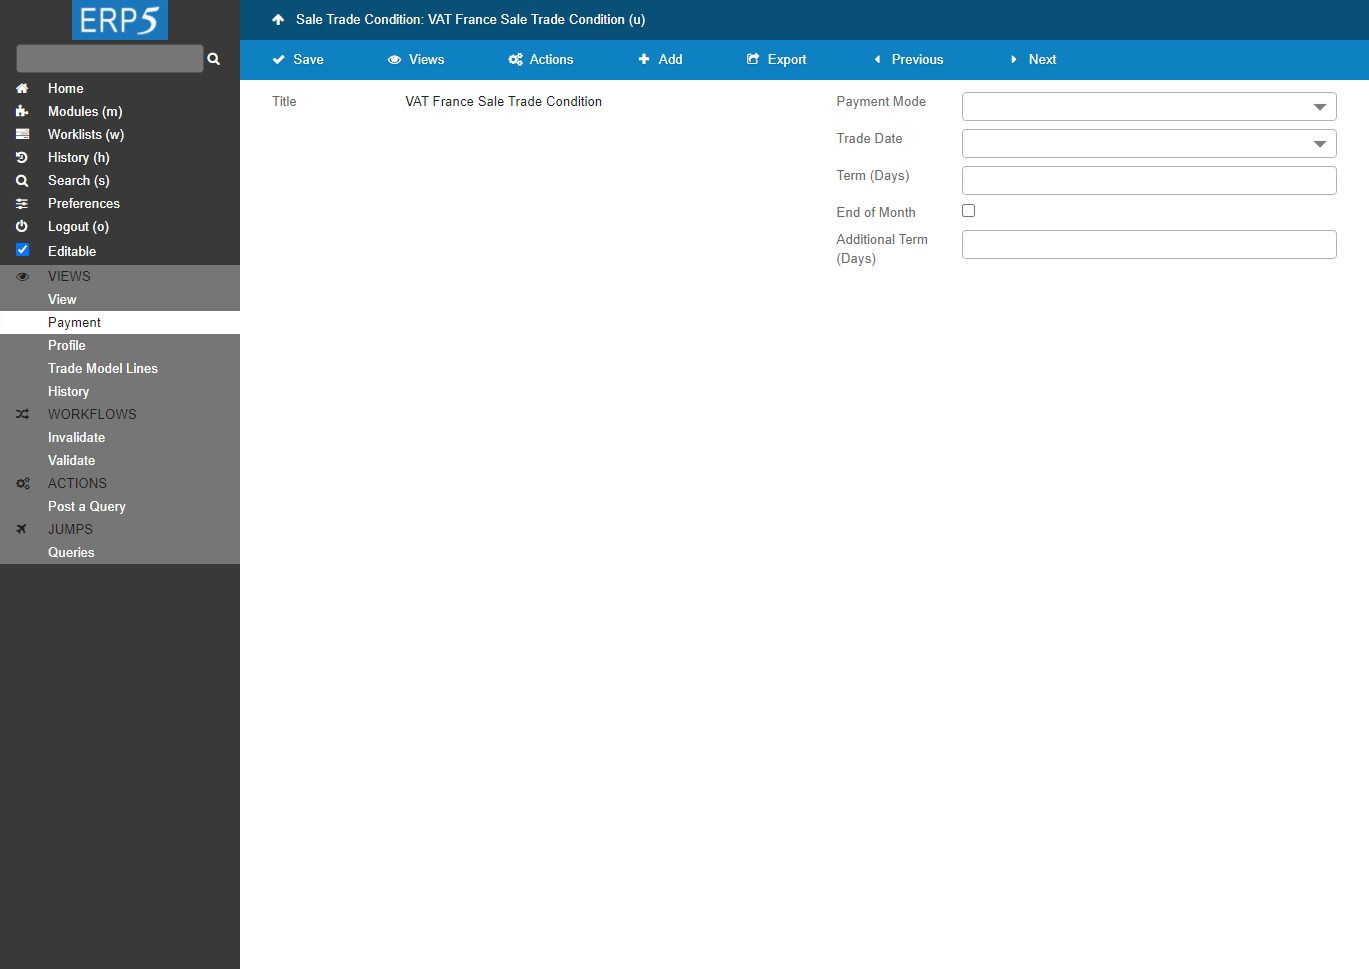 ERP5
Sale Trade Condition: VAT France Sale Trade Condition (u)
Save Views Actions Add Export Previous Next
Home
Modules (m)
Worklists (w)
History (h)
Search (s)
Preferences
Logout (o)
Editable
VIEWS
View
Payment
Profile
Trade Model Lines
History
WORKFLOWS
Invalidate
Validate
ACTIONS
Post a Query
JUMPS
Queries
Title VAT France Sale Trade Condition
Payment Mode
Trade Date
Term (Days)
End of Month
Additional Term
(Days)